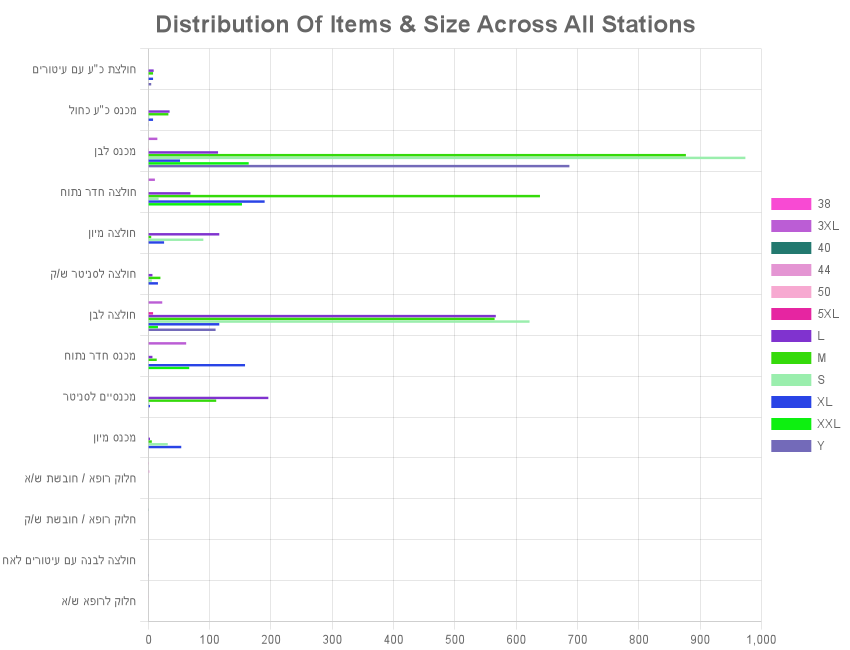 Distribution Of Items & Size Across All Stations
חולצת כ"ע עם עיטורים
מכנס כ"ע כחול
מכנס לבן
חולצה חדר נתוח
חולצה מיון
חולצה לסניטר ש/ק
חולצה לבן
מכנס חדר נתוח
מכנסיים לסניטר
מכנס מיון
חלוק רופא / חובשת ש/א
חלוק רופא / חובשת ש/ק
חולצה לבנה עם עיטורים לאח
חלוק לרופא ש/א
0 100 200 300 400 500 600 700 800 900 1,000
38
3XL
40
44
50
5XL
L
M
S
XL
XXL
Y